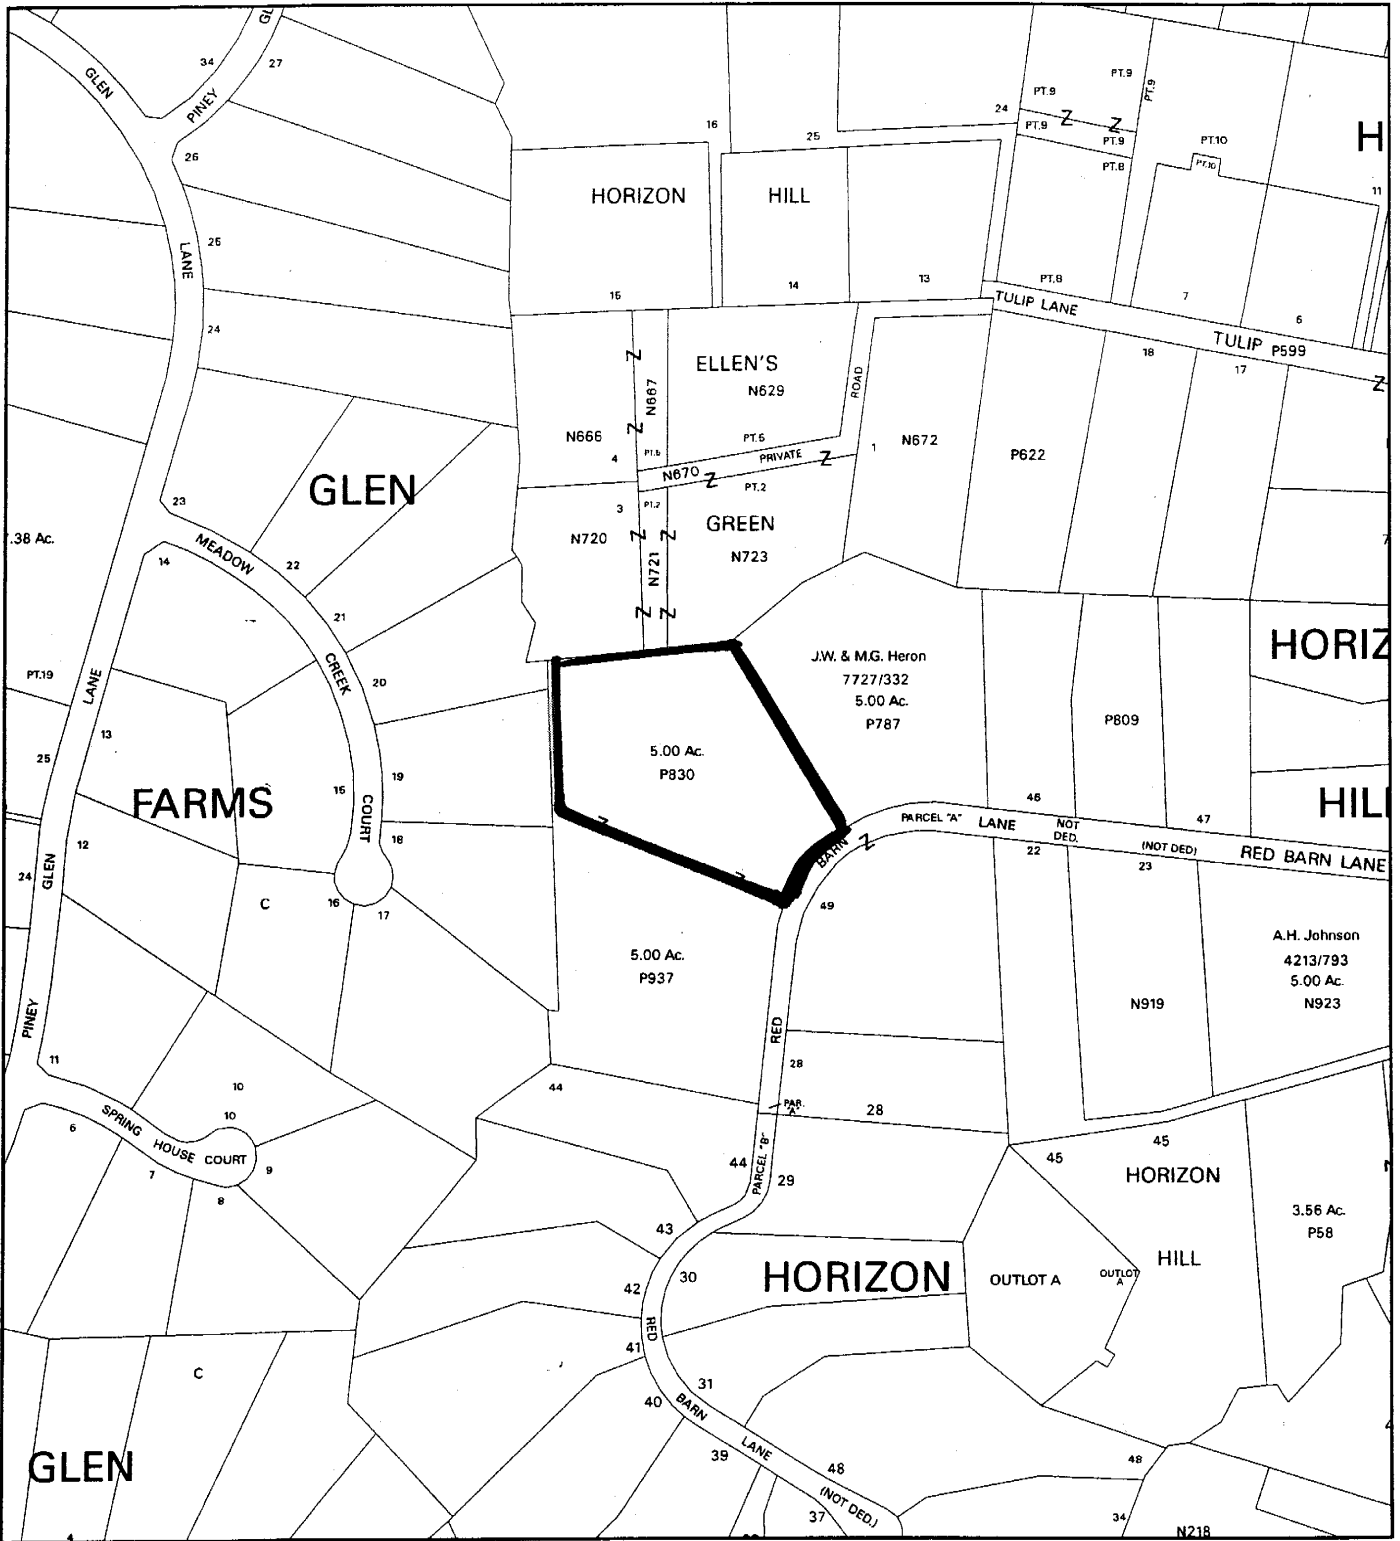 GL
34
27
GLEN
PINEY
26
LANE
25
24
23
16
25
24
HORIZON
HILL
15
14
13
PT.9
PT.9
PT.9
PT.9
PT.9
PT.8
PT.10
PT.10
H
11
PT.8
7
6
TULIP LANE
TULIP
P599
18
17
Z
Z
Z
ELLEN'S
N629
N667
N666
4
PT.5
ROAD
1
N672
P622
N670
PRIVATE
PT.2
PT.2
3
N720
N721
GREEN
N723
Z
Z
Z
Z
Z
Z
Z
Z
GLEN
.38 Ac.
MEADOW
14
22
21
CREEK
20
PT.19
LANE
13
25
15
19
COURT
18
FARMS
12
24
GLEN
C
16
17
J.W. & M.G. Heron
7727/332
5.00 Ac.
P787
5.00 Ac.
P830
HORIZ
P809
HIL
46
47
PARCEL "A"
LANE
NOT
DED.
(NOT DED)
RED BARN LANE
22
23
BARN
Z
Z
Z
49
5.00 Ac.
P937
A.H. Johnson
4213/793
5.00 Ac.
N923
N919
PINEY
RED
11
10
10
SPRING
HOUSE
COURT
6
7
8
9
44
28
PAR.
"A"
28
PARCEL "B"
44
29
45
45
HORIZON
HILL
3.56 Ac.
P58
43
42
30
HORIZON
OUTLOT A
OUTLOT
A
RED
41
31
40
BARN
39
LANE
48
(NOT DED.)
37
48
34
N218
C
GLEN